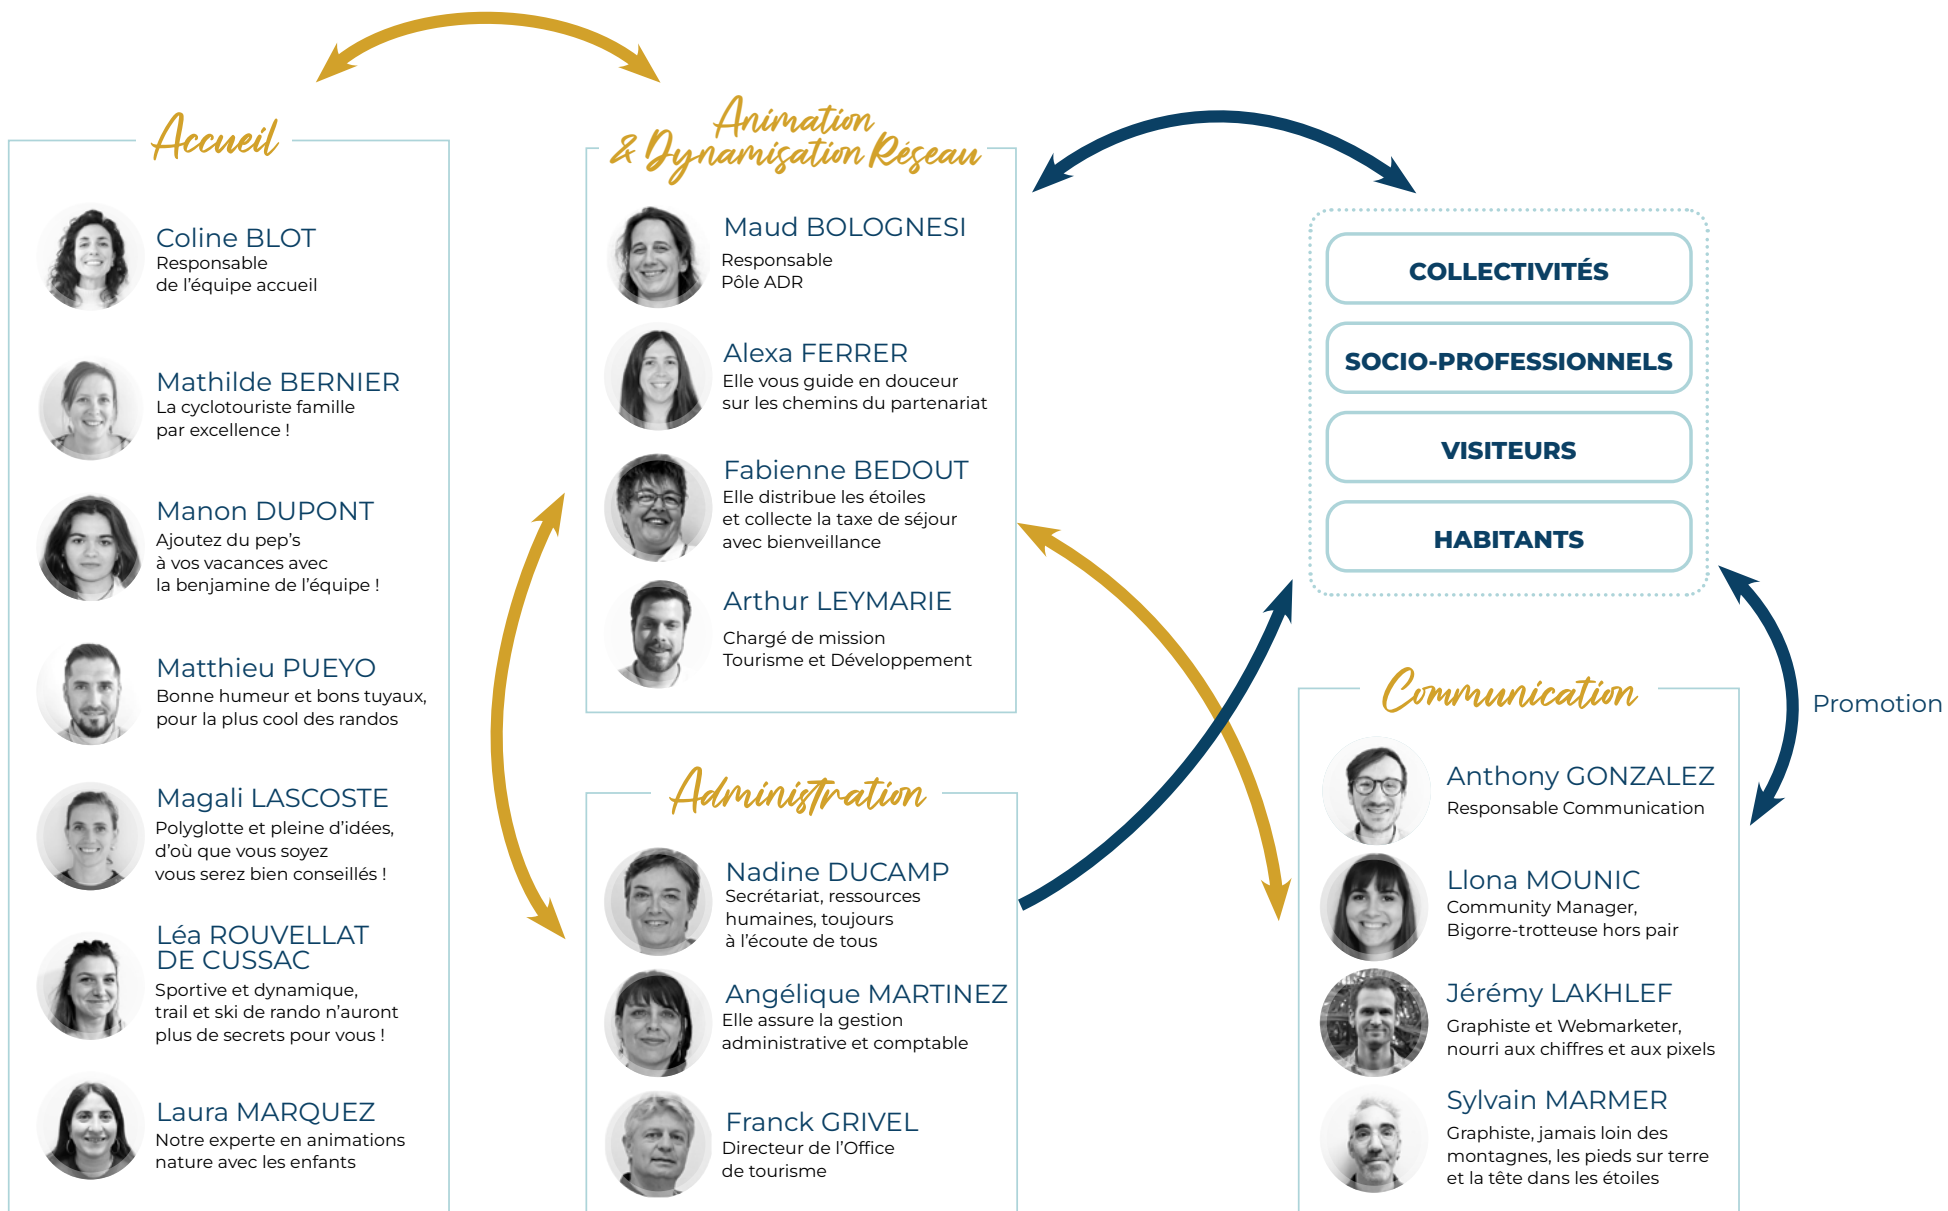 Accueil
Coline BLOT
Responsable
de l’équipe accueil
Mathilde BERNIER
La cyclotouriste famille
par excellence !
Manon DUPONT
Ajoutez du pep’s
à vos vacances avec
la benjamine de l’équipe !
Matthieu PUEYO
Bonne humeur et bons tuyaux,
pour la plus cool des randos
Magali LASCOSTE
Polyglotte et pleine d’idées,
d’où que vous soyez
vous serez bien conseillés !
Léa ROUVELLAT
DE CUSSAC
Sportive et dynamique,
trail et ski de rando n’auront
plus de secrets pour vous !
Laura MARQUEZ
Notre experte en animations
nature avec les enfants
Animation
& Dynamisation Réseau
Maud BOLOGNESI
Responsable
Pôle ADR
Alexa FERRER
Elle vous guide en douceur
sur les chemins du partenariat
Fabienne BEDOUT
Elle distribue les étoiles
et collecte la taxe de séjour
avec bienveillance
Arthur LEYMARIE
Chargé de mission
Tourisme et Développement
Administration
Nadine DUCAMP
Secrétariat, ressources
humaines, toujours
à l’écoute de tous
Angélique MARTINEZ
Elle assure la gestion
administrative et comptable
Franck GRIVEL
Directeur de l’Office
de tourisme
COLLECTIVITÉS
SOCIO-PROFESSIONNELS
VISITEURS
HABITANTS
Promotion
Communication
Anthony GONZALEZ
Responsable Communication
Llona MOUNIC
Community Manager,
Bigorre-trotteuse hors pair
Jérémy LAKHLEF
Graphiste et Webmarketer,
nourri aux chiffres et aux pixels
Sylvain MARMER
Graphiste, jamais loin des
montagnes, les pieds sur terre
et la tête dans les étoiles